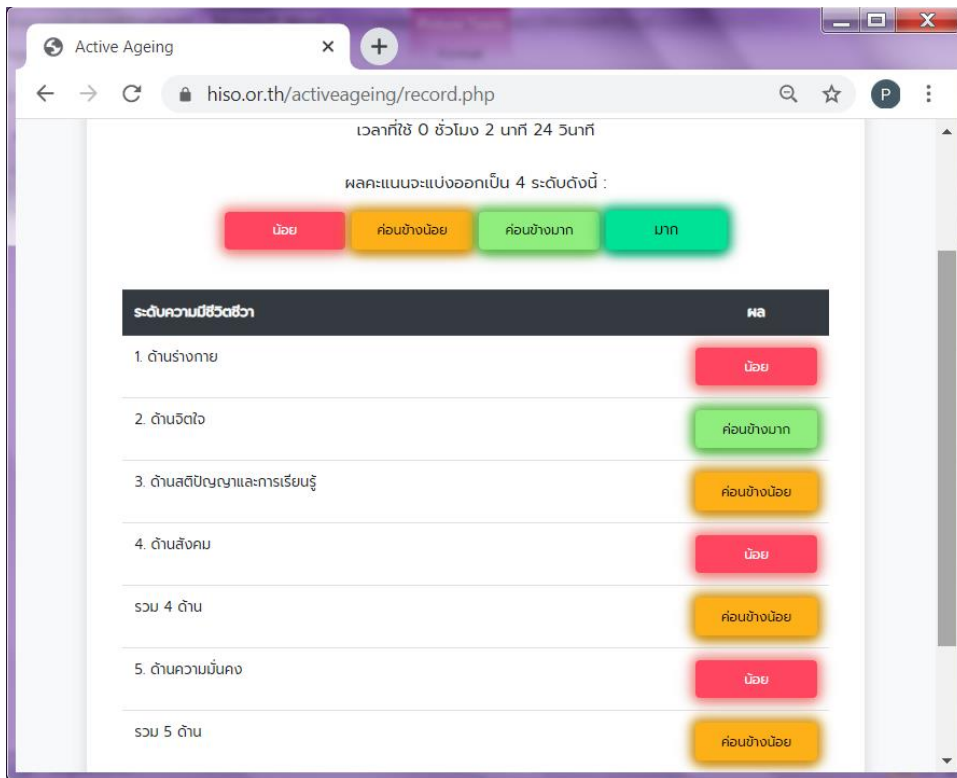 Active Ageing
hiso.or.th/activeageing/record.php
P
เวลาที่ใช้ 0 ชั่วโมง 2 นาที 24 วินาที
ผลคะแนนจะแบ่งออกเป็น 4 ระดับดังนี้ :
น้อย ค่อนข้างน้อย ค่อนข้างมาก มาก
ระดับความมีชีวิตชีวา ผล
1. ด้านร่างกาย น้อย
2. ด้านจิตใจ ค่อนข้างมาก
3. ด้านสติปัญญาและการเรียนรู้ ค่อนข้างน้อย
4. ด้านสังคม น้อย
รวม 4 ด้าน ค่อนข้างน้อย
5. ด้านความมั่นคง น้อย
รวม 5 ด้าน ค่อนข้างน้อย